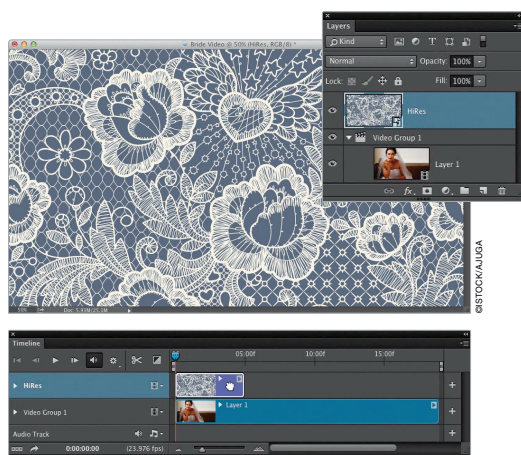 Layers
Kind
Normal Opacity: 100%
Lock: Fill: 100%
HiRes
Video Group 1
Layer 1
fx
Bride Video @ 50% (HiRes, RGB/8) *
50% Doc: 5.93M/25.1M
©ISTOCK/AJUGA
Timeline
05:00f 10:00f 15:00f
HiRes
Video Group 1 Layer 1
Audio Track
0:00:00:00 (23.976 fps)